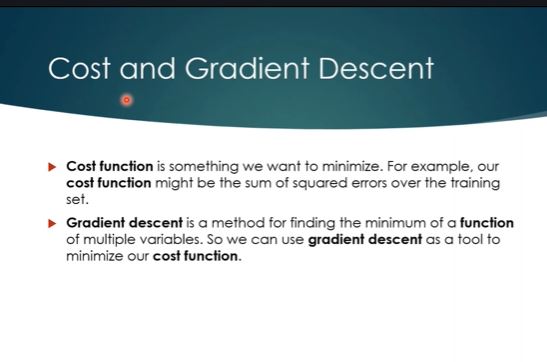 Cost and Gradient Descent
Cost function is something we want to minimize. For example, our
cost function might be the sum of squared errors over the training
set.
Gradient descent is a method for finding the minimum of a function
of multiple variables. So we can use gradient descent as a tool to
minimize our cost function.